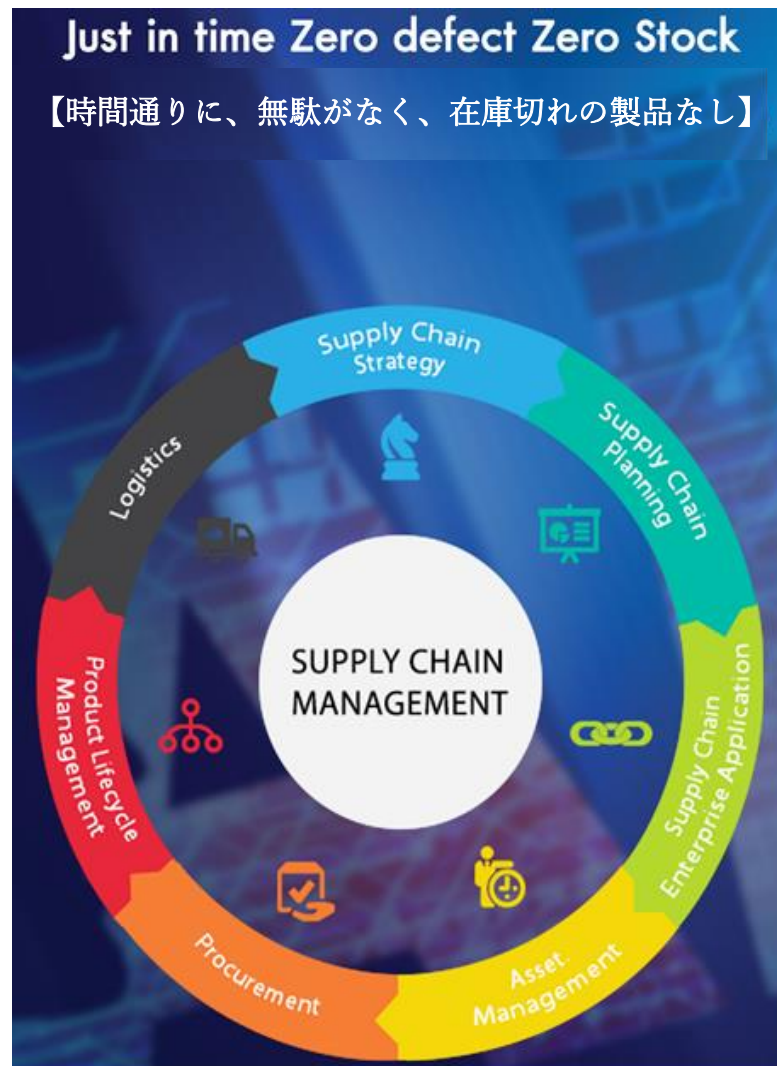 Just in time Zero defect Zero Stock
【時間通りに、無駄がなく、在庫切れの製品なし】
Supply Chain
Strategy
Supply Chain
Planning
Supply Chain
Enterprise Application
Asset
Management
Procurement
Product Lifecycle
Management
Logistics
SUPPLY CHAIN
MANAGEMENT